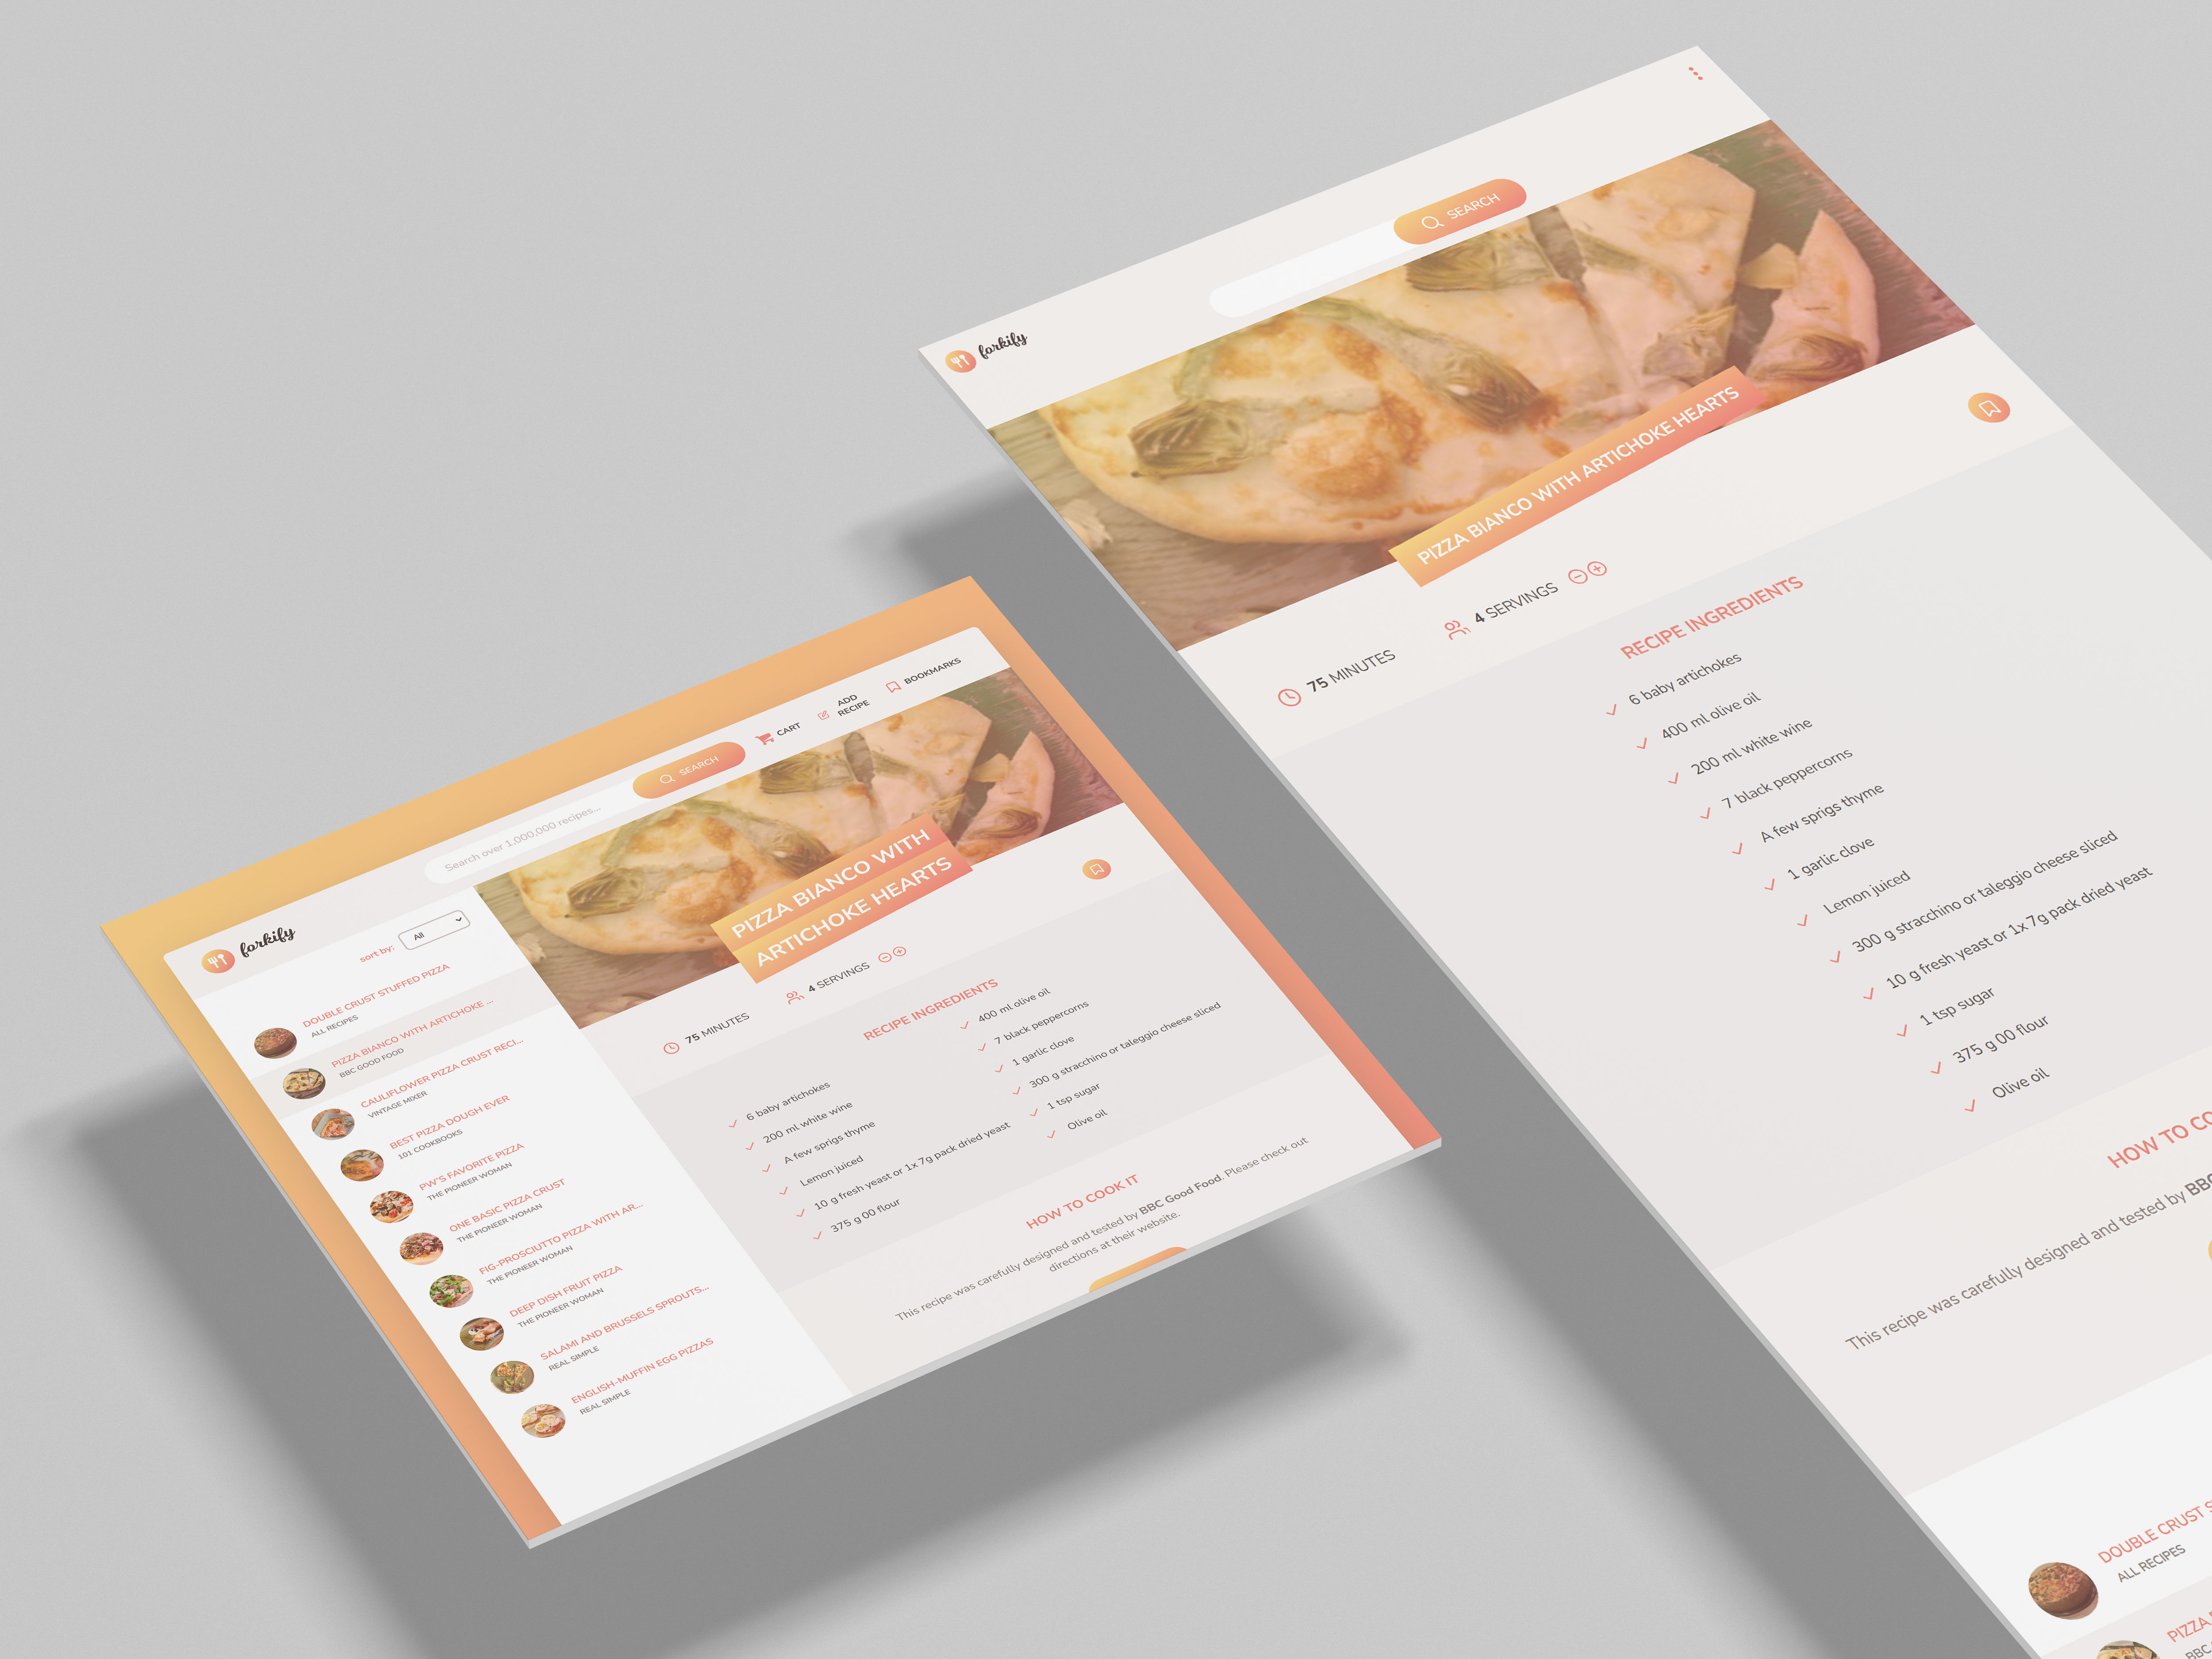 forkify
Search over 1,000,000 recipes...
SEARCH
CART
ADD
RECIPE
BOOKMARKS
sort by:
All
DOUBLE CRUST STUFFED PIZZA
ALL RECIPES
PIZZA BIANCO WITH ARTICHOKE ...
BBC GOOD FOOD
CAULIFLOWER PIZZA CRUST RECI...
VINTAGE MIXER
BEST PIZZA DOUGH EVER
101 COOKBOOKS
PW'S FAVORITE PIZZA
THE PIONEER WOMAN
ONE BASIC PIZZA CRUST
THE PIONEER WOMAN
FIG-PROSCIUTTO PIZZA WITH AR...
THE PIONEER WOMAN
DEEP DISH FRUIT PIZZA
THE PIONEER WOMAN
SALAMI AND BRUSSELS SPROUTS...
REAL SIMPLE
ENGLISH-MUFFIN EGG PIZZAS
REAL SIMPLE
PIZZA BIANCO WITH
ARTICHOKE HEARTS
75 MINUTES
4 SERVINGS
RECIPE INGREDIENTS
6 baby artichokes
400 ml olive oil
200 ml white wine
7 black peppercorns
A few sprigs thyme
1 garlic clove
Lemon juiced
300 g stracchino or taleggio cheese sliced
10 g fresh yeast or 1x 7g pack dried yeast
1 tsp sugar
375 g 00 flour
Olive oil
HOW TO COOK IT
This recipe was carefully designed and tested by BBC Good Food. Please check out
directions at their website.
forkify
SEARCH
PIZZA BIANCO WITH ARTICHOKE HEARTS
75 MINUTES
4 SERVINGS
RECIPE INGREDIENTS
6 baby artichokes
400 ml olive oil
200 ml white wine
7 black peppercorns
A few sprigs thyme
1 garlic clove
Lemon juiced
300 g stracchino or taleggio cheese sliced
10 g fresh yeast or 1x 7g pack dried yeast
1 tsp sugar
375 g 00 flour
Olive oil
HOW TO CO
This recipe was carefully designed and tested by BBC
DOUBLE CRUST S
ALL RECIPES
PIZZA
BBC